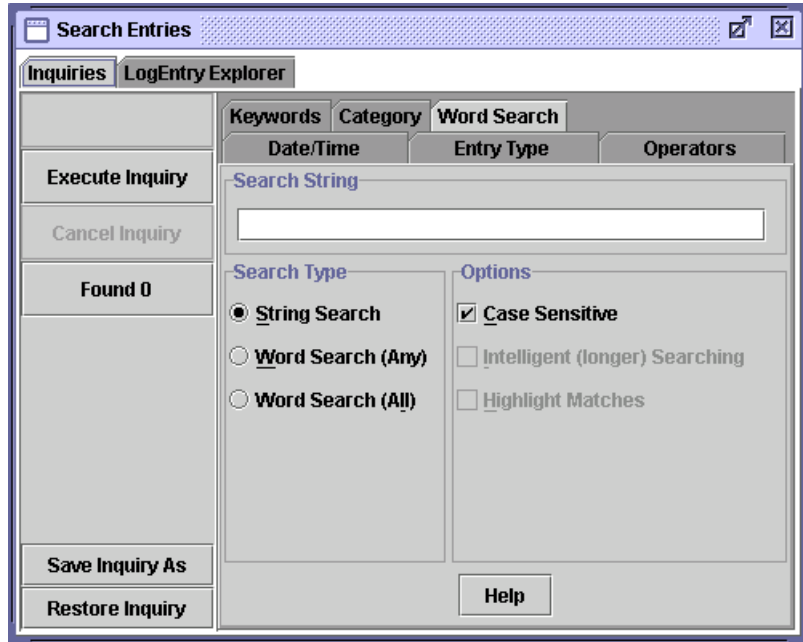 Search Entries
Inquiries LogEntry Explorer
Keywords Category Word Search
Date/Time Entry Type Operators
Execute Inquiry
Cancel Inquiry
Found 0
Save Inquiry As
Restore Inquiry
Search String
Search Type
String Search
Word Search (Any)
Word Search (All)
Options
Case Sensitive
Intelligent (longer) Searching
Highlight Matches
Help